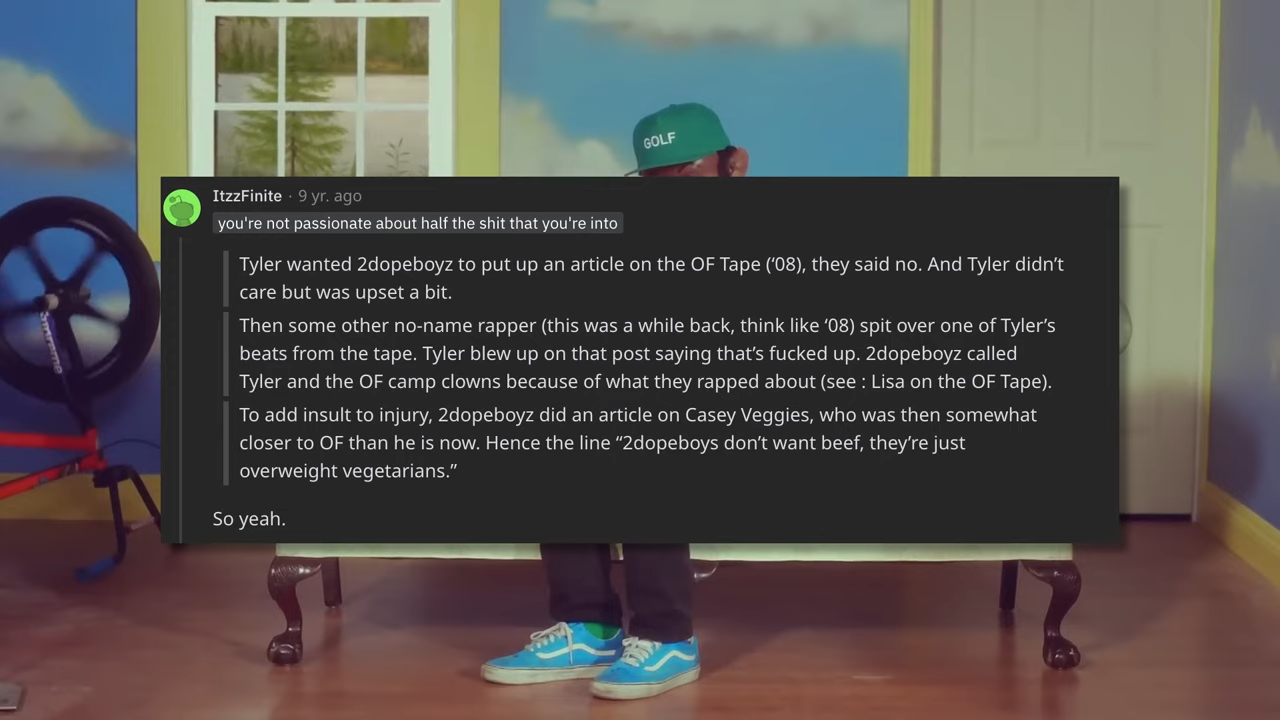 GOLF
ItzzFinite · 9 yr. ago
you're not passionate about half the shit that you're into
Tyler wanted 2dopeboyz to put up an article on the OF Tape (‘08), they said no. And Tyler didn’t
care but was upset a bit.
Then some other no-name rapper (this was a while back, think like ‘08) spit over one of Tyler’s
beats from the tape. Tyler blew up on that post saying that’s fucked up. 2dopeboyz called
Tyler and the OF camp clowns because of what they rapped about (see : Lisa on the OF Tape).
To add insult to injury, 2dopeboyz did an article on Casey Veggies, who was then somewhat
closer to OF than he is now. Hence the line “2dopeboys don’t want beef, they’re just
overweight vegetarians.”
So yeah.